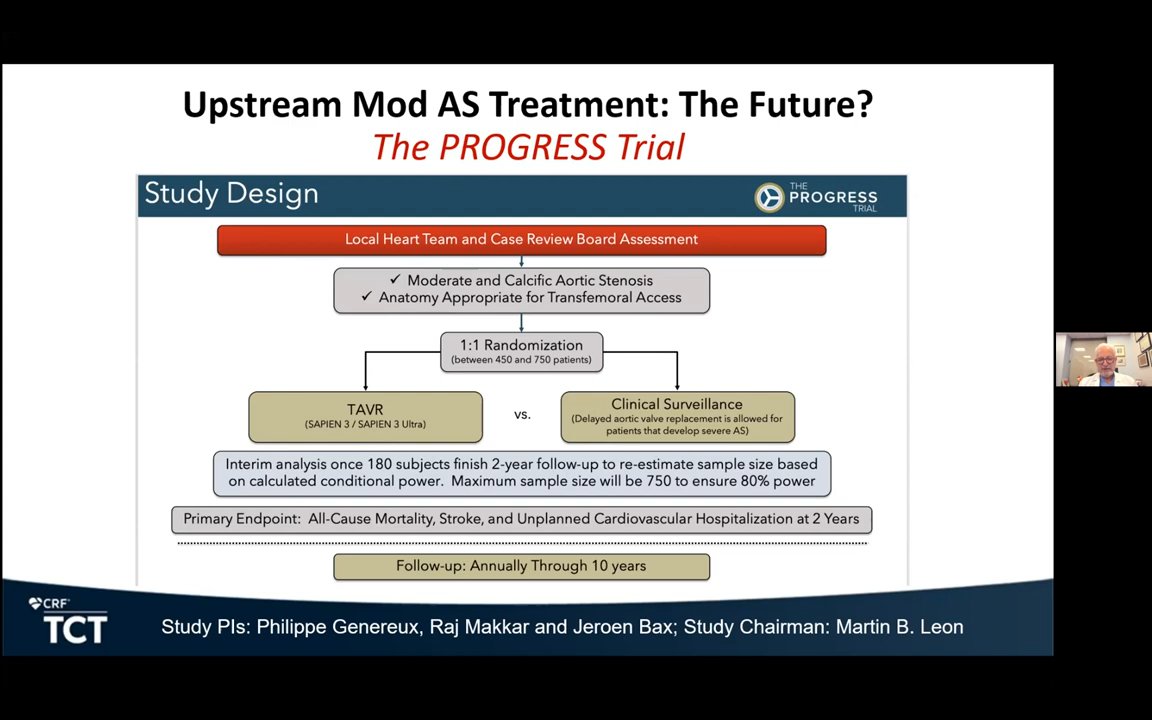 Upstream Mod AS Treatment: The Future?
The PROGRESS Trial
Study Design
THE
PROGRESS
TRIAL
Local Heart Team and Case Review Board Assessment
✓ Moderate and Calcific Aortic Stenosis
✓ Anatomy Appropriate for Transfemoral Access
1:1 Randomization
(between 450 and 750 patients)
TAVR
(SAPIEN 3 / SAPIEN 3 Ultra)
vs.
Clinical Surveillance
(Delayed aortic valve replacement is allowed for
patients that develop severe AS)
Interim analysis once 180 subjects finish 2-year follow-up to re-estimate sample size based
on calculated conditional power. Maximum sample size will be 750 to ensure 80% power
Primary Endpoint: All-Cause Mortality, Stroke, and Unplanned Cardiovascular Hospitalization at 2 Years
Follow-up: Annually Through 10 years
CRF
TCT
Study PIs: Philippe Genereux, Raj Makkar and Jeroen Bax; Study Chairman: Martin B. Leon